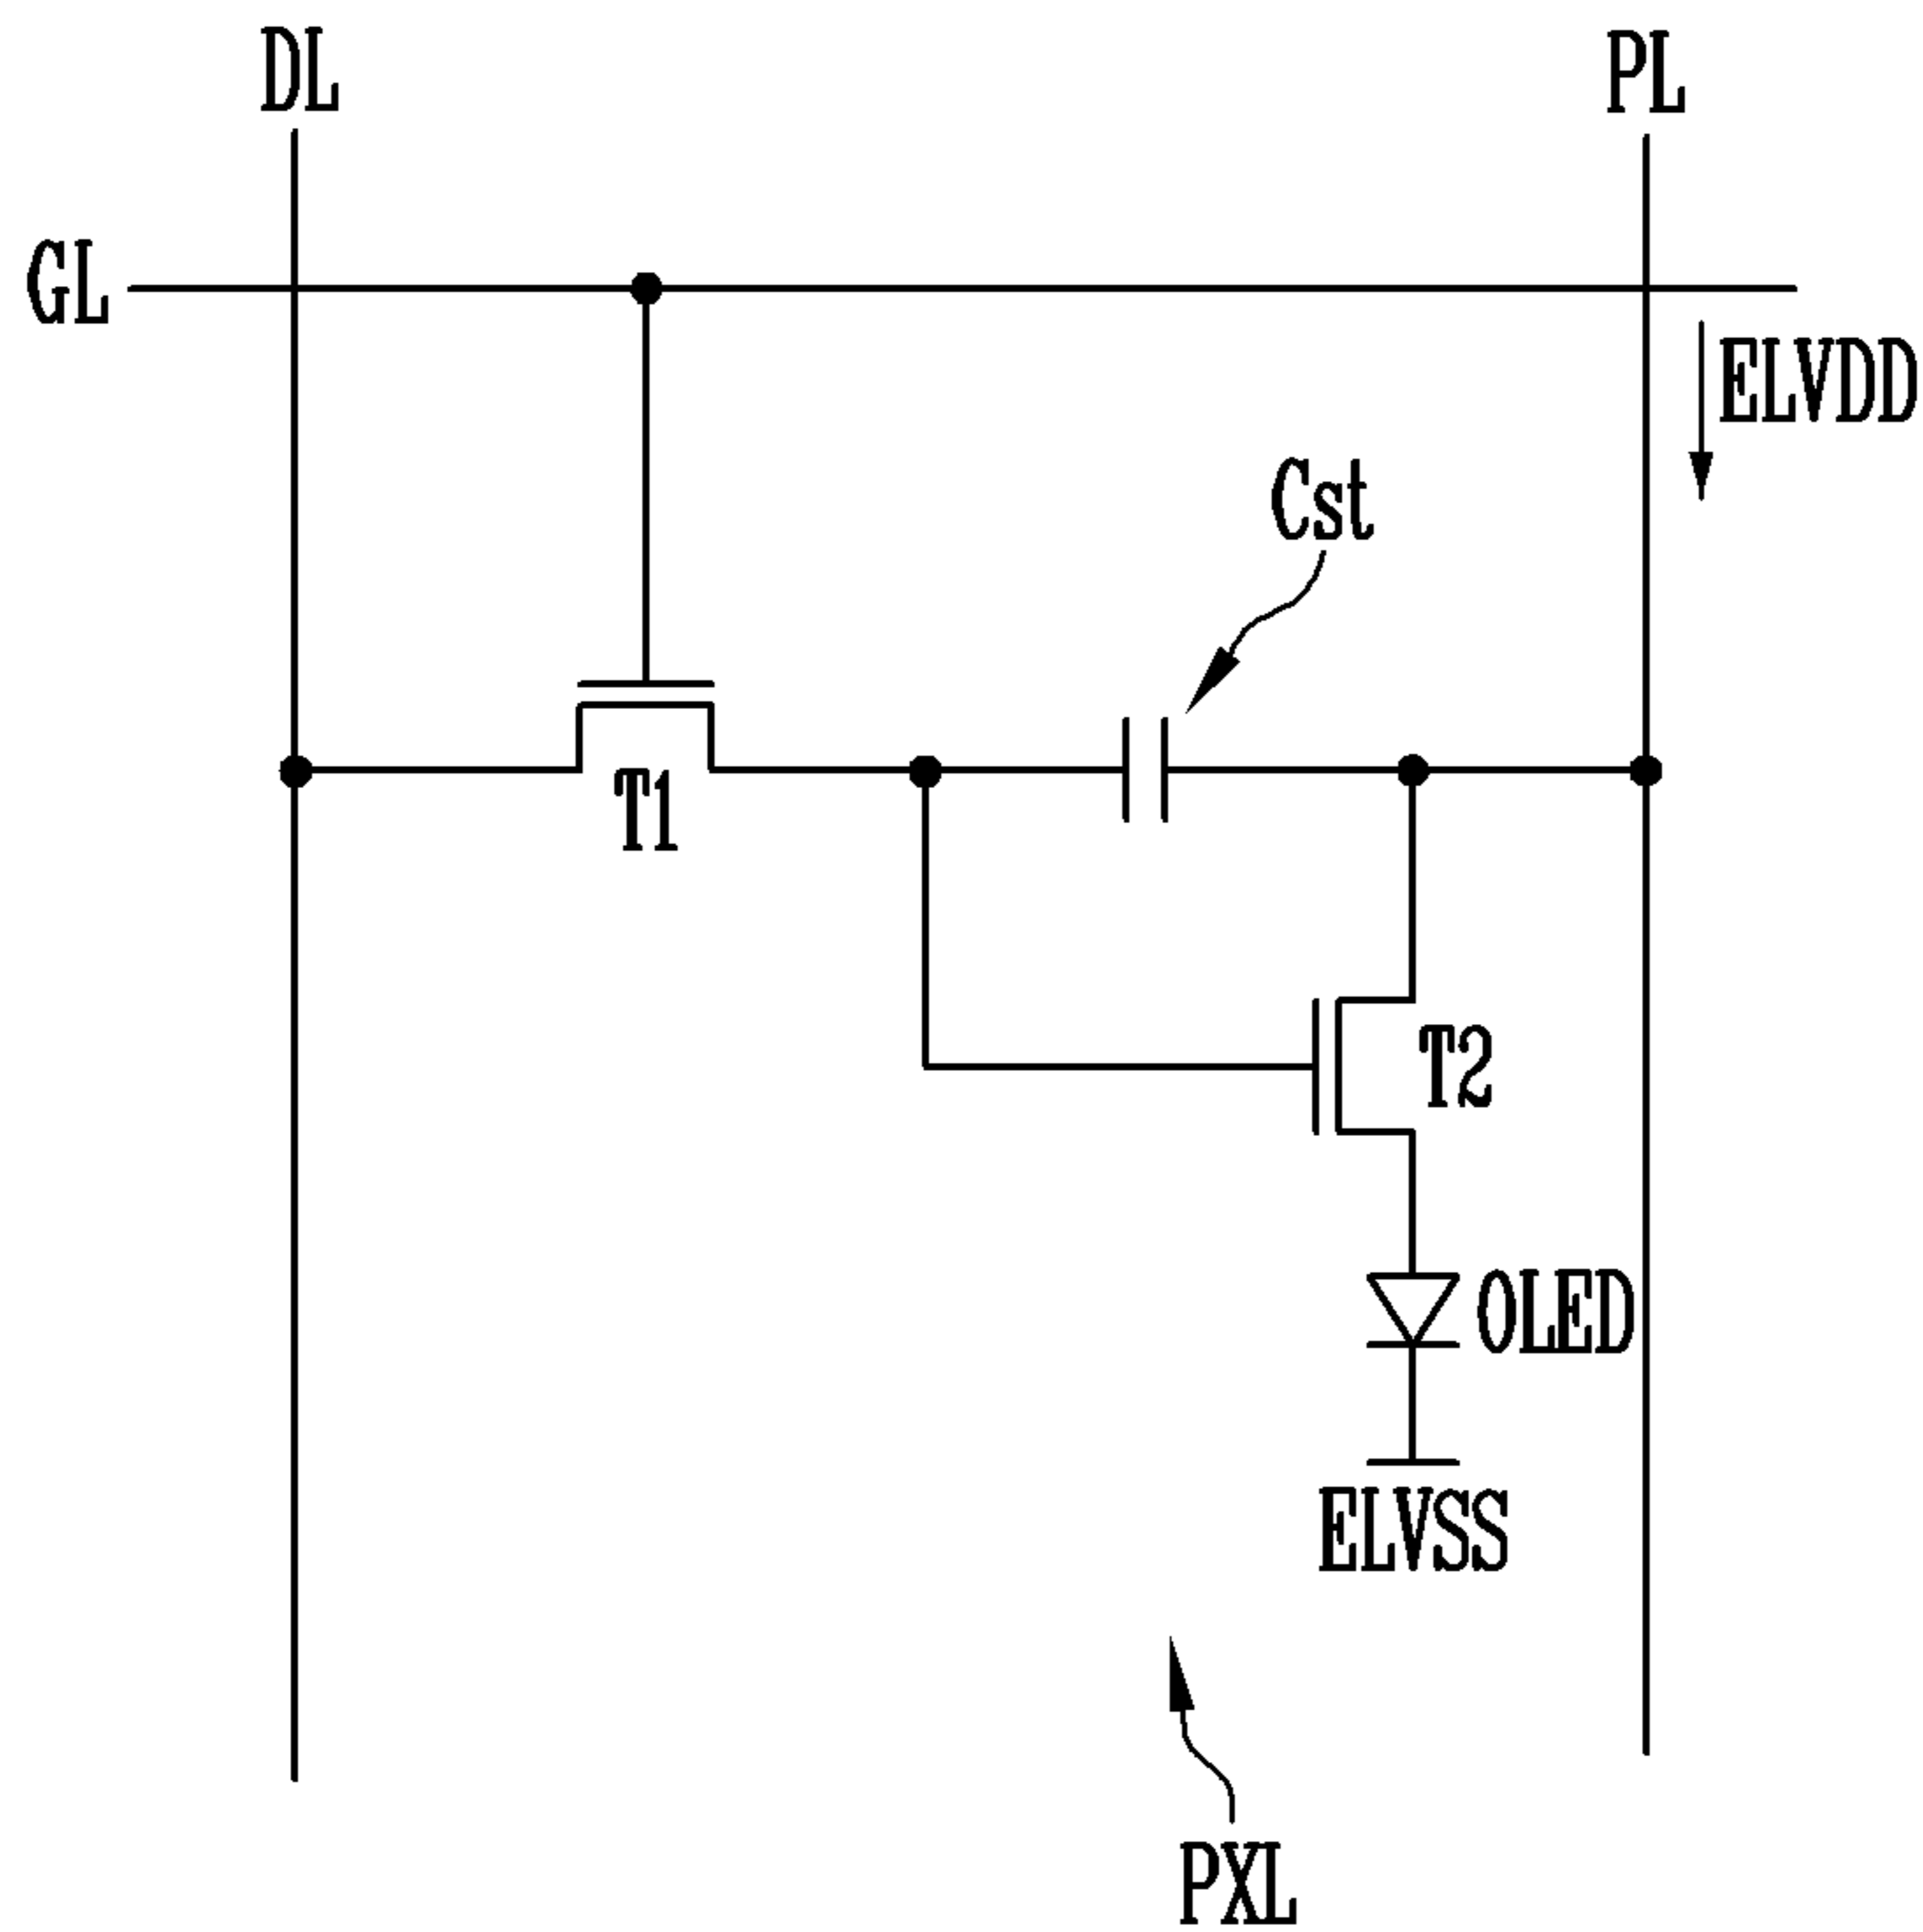 DL
PL
GL
ELVDD
Cst
T1
T2
OLED
ELVSS
PXL